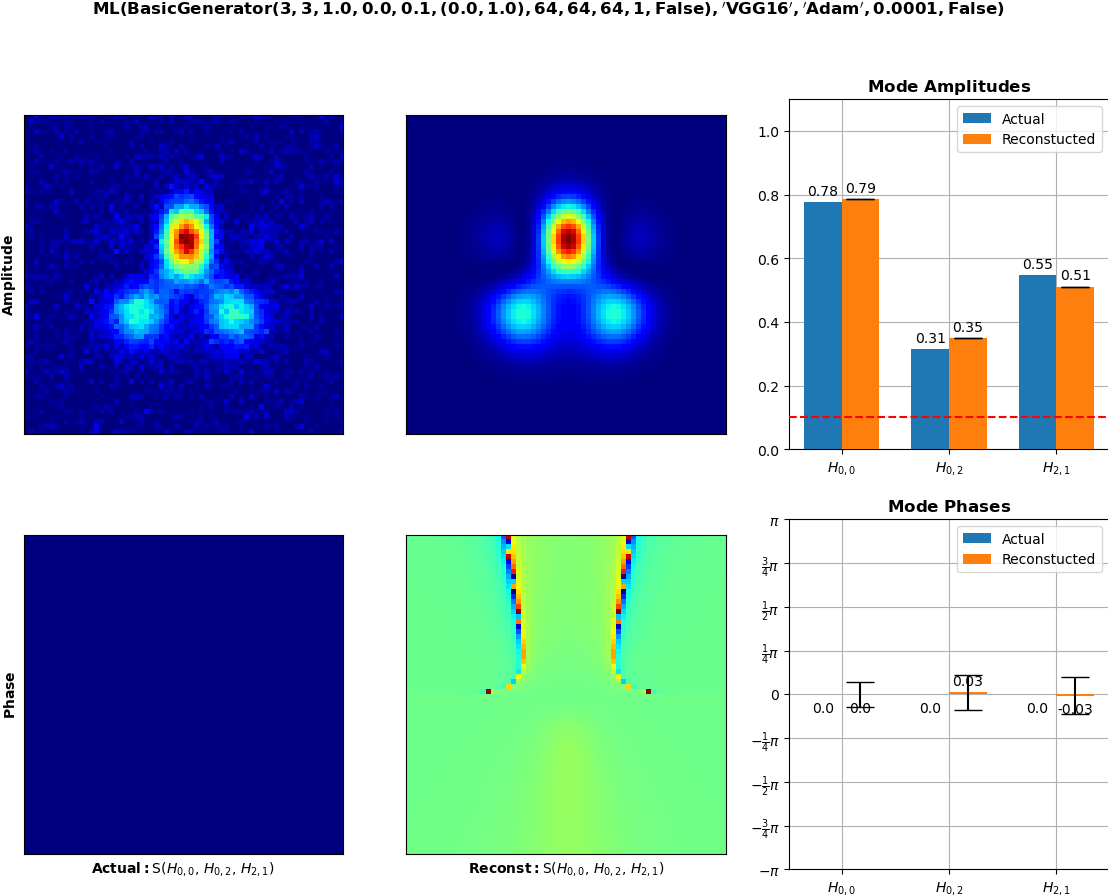 ML(BasicGenerator(3, 3, 1.0, 0.0, 0.1, (0.0, 1.0), 64, 64, 64, 1, False), ′VGG16′, ′Adam′, 0.0001, False)
Amplitude
Mode Amplitudes
Actual
Reconstucted
1.0
0.8
0.6
0.4
0.2
0.0
0.78
0.79
0.31
0.35
0.55
0.51
H0,0
H0,2
H2,1
Phase
Actual: S(H0,0, H0,2, H2,1)
Reconst: S(H0,0, H0,2, H2,1)
Mode Phases
Actual
Reconstucted
π
3/4π
1/2π
1/4π
0
−1/4π
−1/2π
−3/4π
−π
0.0
0.0
0.0
0.03
0.0
-0.03
H0,0
H0,2
H2,1